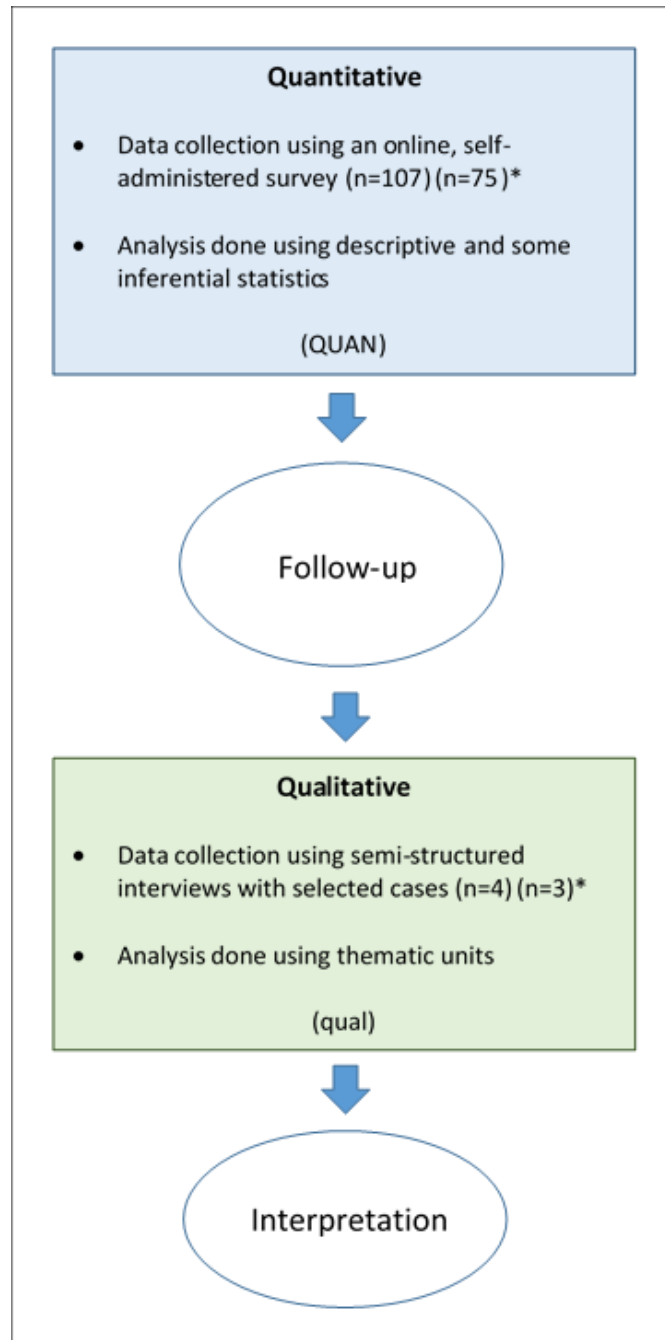 Quantitative
• Data collection using an online, self-
administered survey (n=107) (n=75)*
• Analysis done using descriptive and some
inferential statistics
(QUAN)
Follow-up
Qualitative
• Data collection using semi-structured
interviews with selected cases (n=4) (n=3)*
• Analysis done using thematic units
(qual)
Interpretation